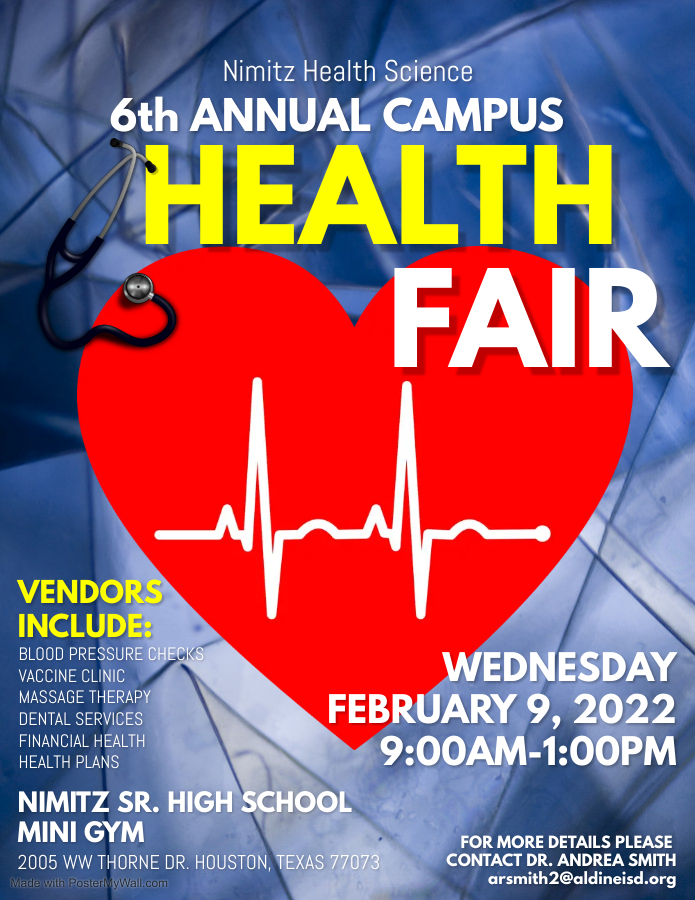 Nimitz Health Science
6th ANNUAL CAMPUS
HEALTH
FAIR
VENDORS
INCLUDE:
BLOOD PRESSURE CHECKS
VACCINE CLINIC
MASSAGE THERAPY
DENTAL SERVICES
FINANCIAL HEALTH
HEALTH PLANS
WEDNESDAY
FEBRUARY 9, 2022
9:00AM-1:00PM
NIMITZ SR. HIGH SCHOOL
MINI GYM
2005 WW THORNE DR. HOUSTON, TEXAS 77073
FOR MORE DETAILS PLEASE
CONTACT DR. ANDREA SMITH
arsmith2@aldineisd.org
Made with PosterMyWall.com